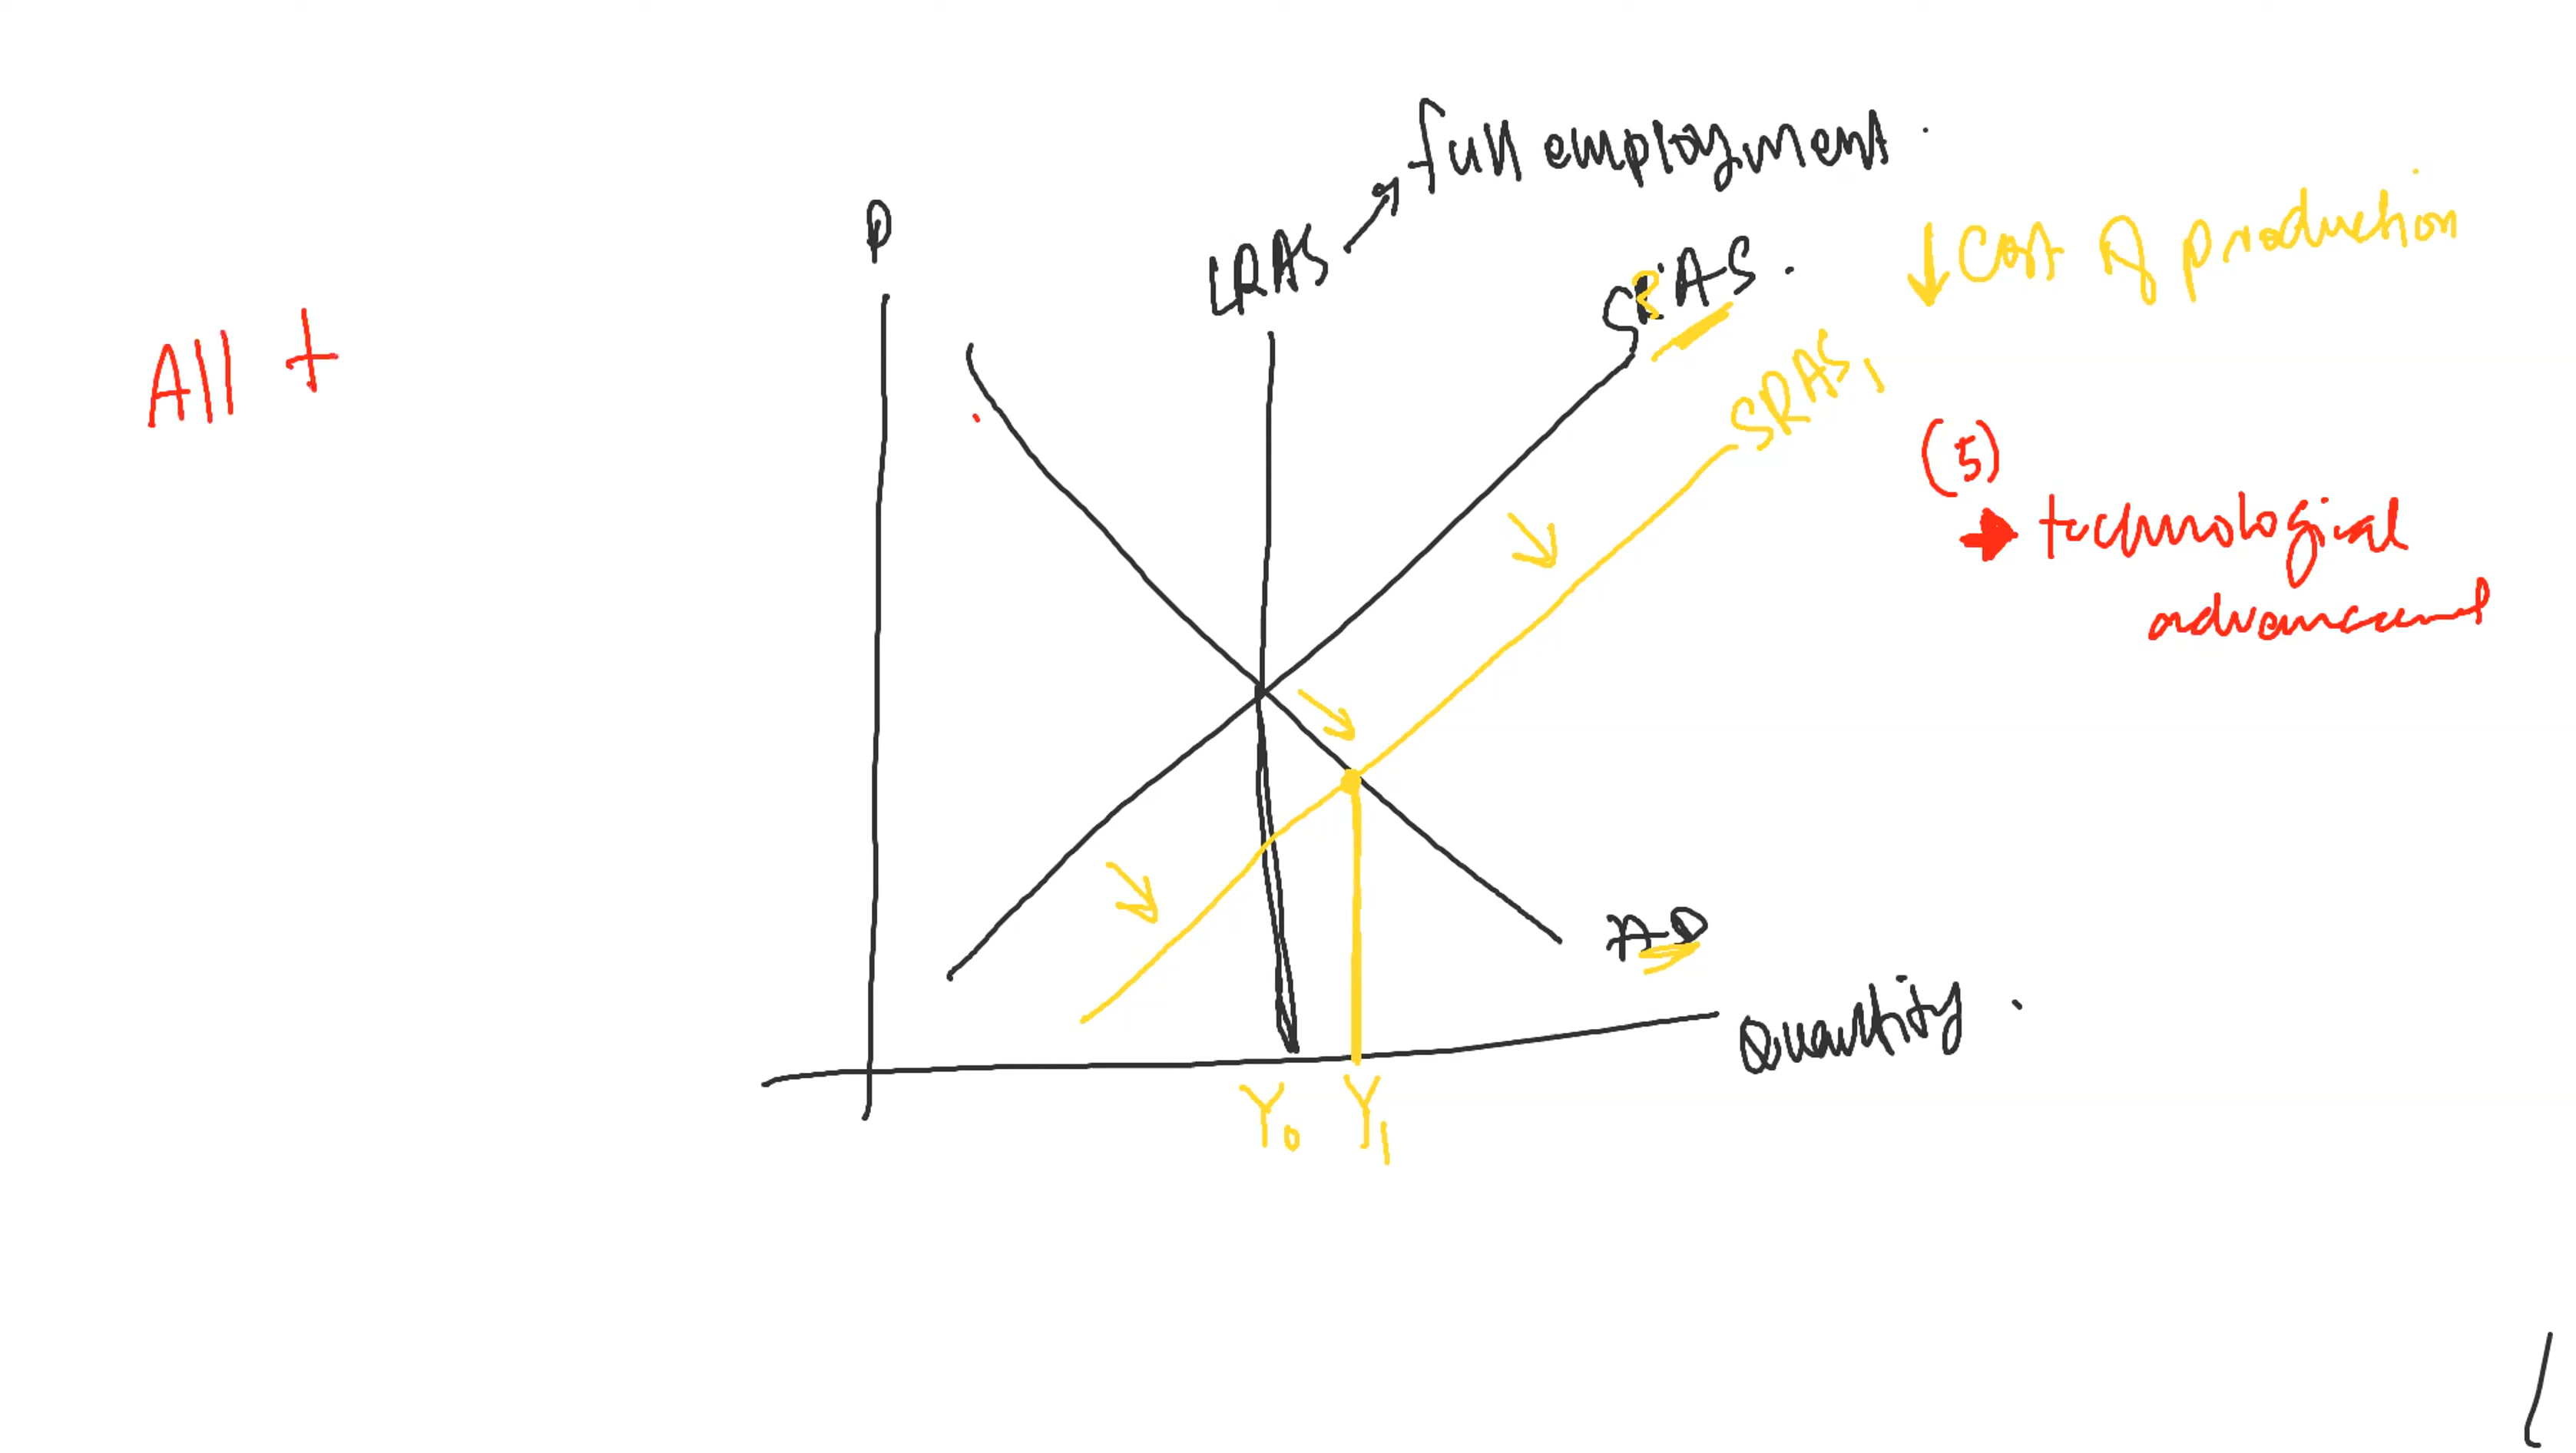 full employment.
P
LRAS
SRAS.
↓ Cost of production
All +
SRAS₁
(5)
→ technological
advancement
AD
Quantity.
Y₀ Y₁